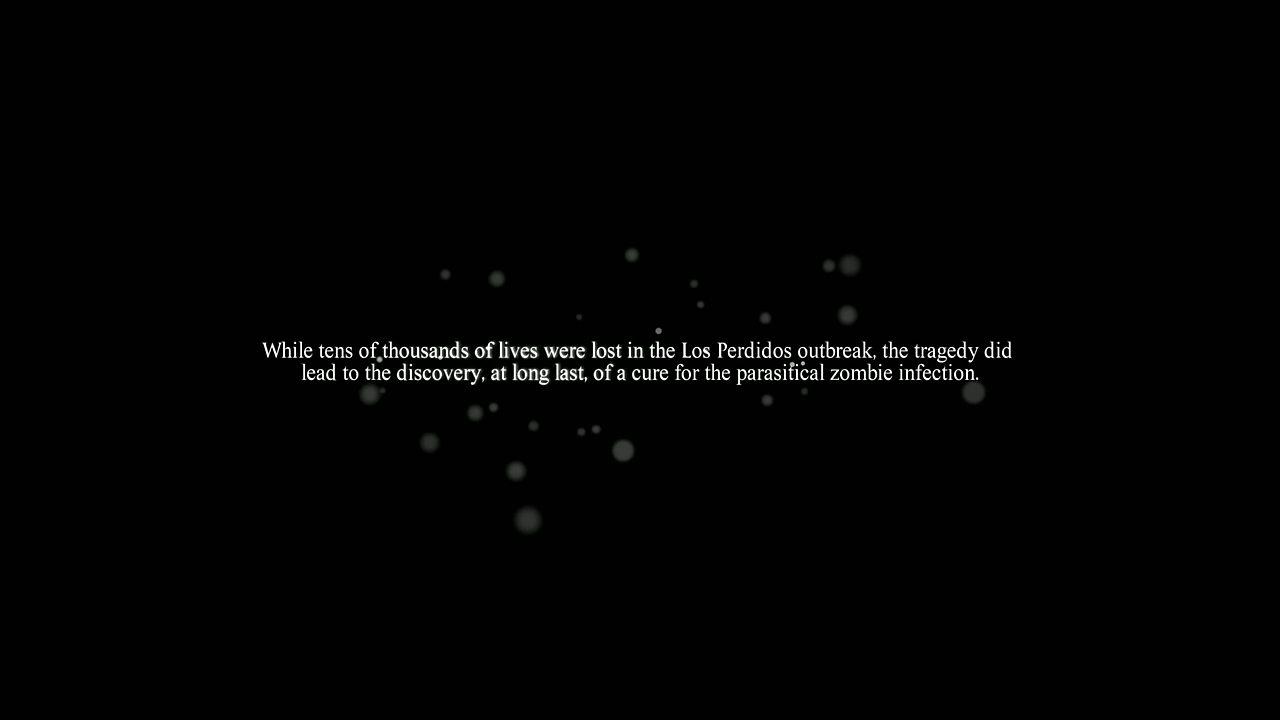 While tens of thousands of lives were lost in the Los Perdidos outbreak, the tragedy did
lead to the discovery, at long last, of a cure for the parasitical zombie infection.